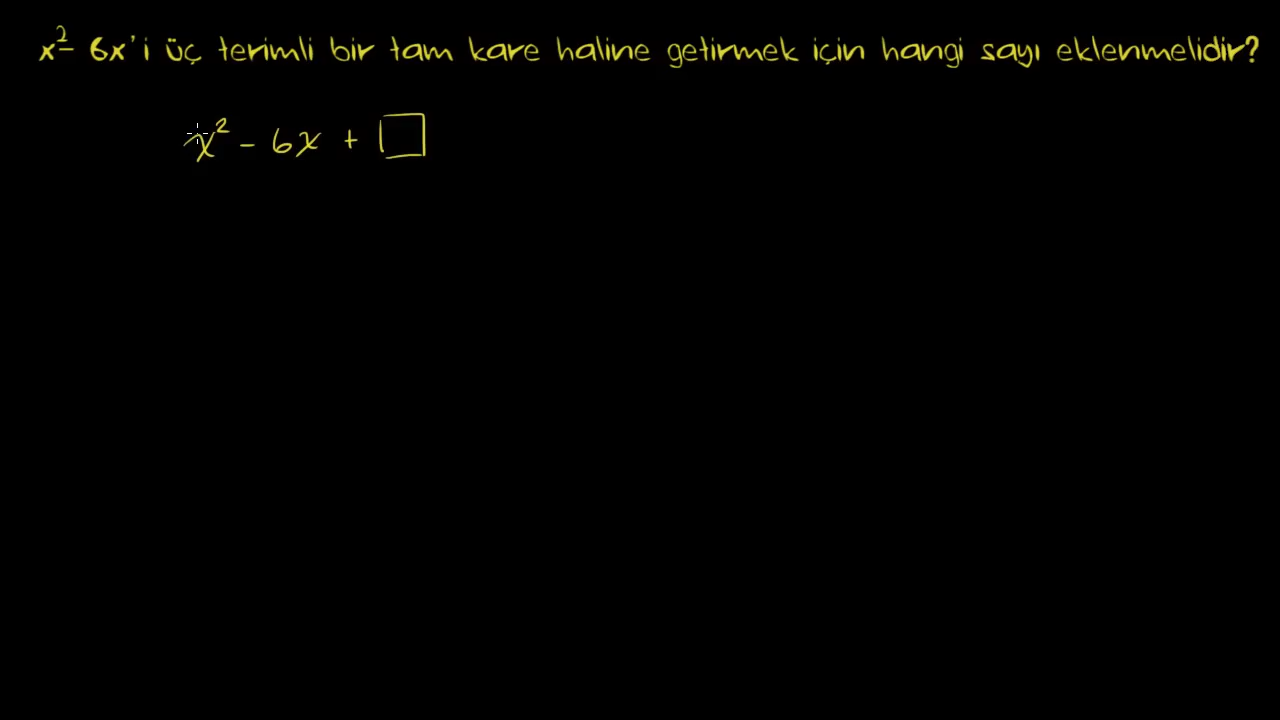 x² - 6x'i üç terimli bir tam kare haline getirmek için hangi sayı eklenmelidir?
x² - 6x + □